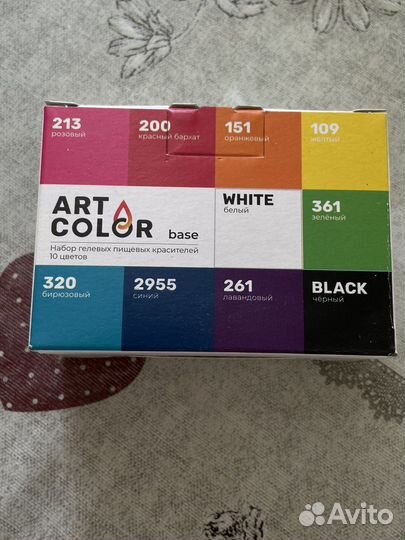 213
розовый
200
красный бархат
151
оранжевый
109
жёлтый
ART COLOR base
Набор гелевых пищевых красителей
10 цветов
WHITE
белый
361
зелёный
320
бирюзовый
2955
синий
261
лавандовый
BLACK
чёрный
Avito